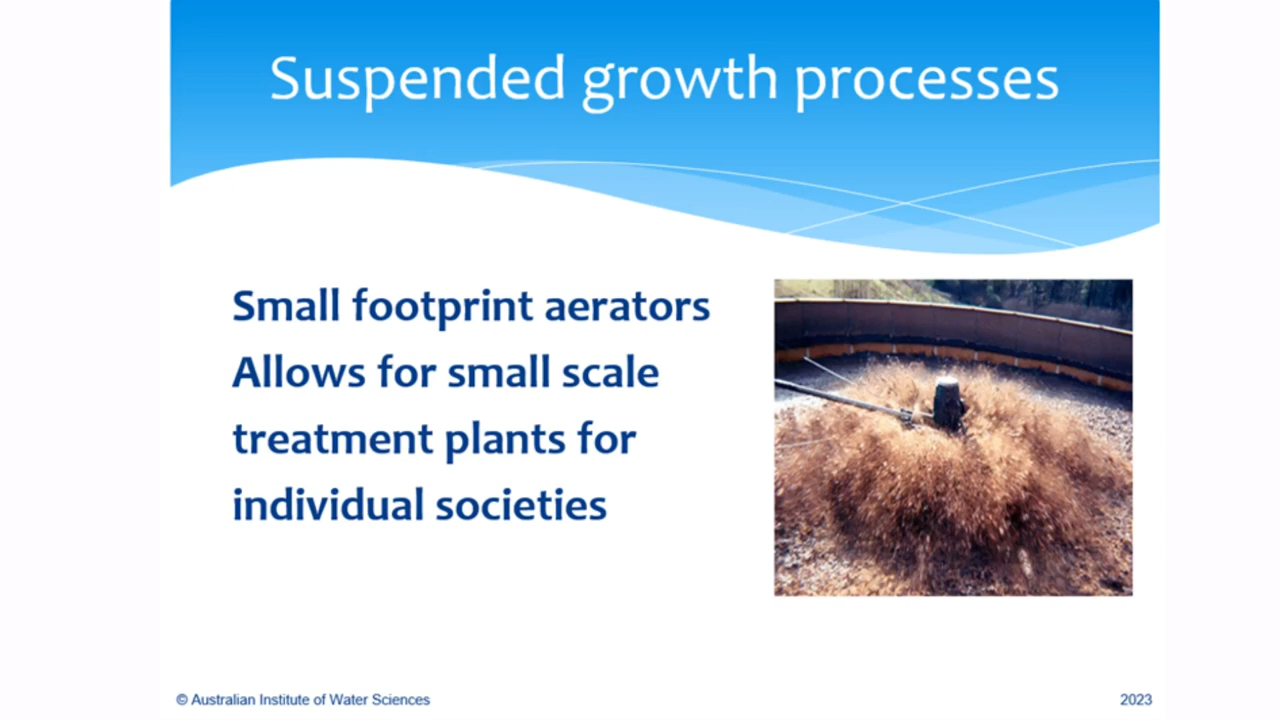 Suspended growth processes
Small footprint aerators
Allows for small scale
treatment plants for
individual societies
© Australian Institute of Water Sciences
2023